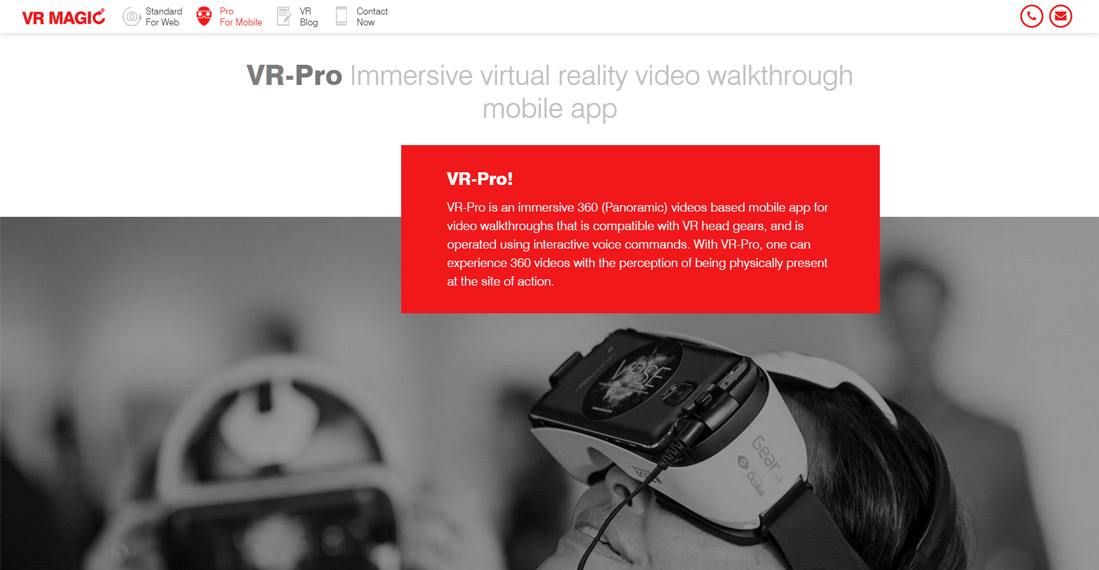 VR MAGIC
Standard
For Web
Pro
For Mobile
VR
Blog
Contact
Now
VR-Pro Immersive virtual reality video walkthrough
mobile app
VR-Pro!
VR-Pro is an immersive 360 (Panoramic) videos based mobile app for
video walkthroughs that is compatible with VR head gears, and is
operated using interactive voice commands. With VR-Pro, one can
experience 360 videos with the perception of being physically present
at the site of action.
VRSE
Gear VR
Oculus